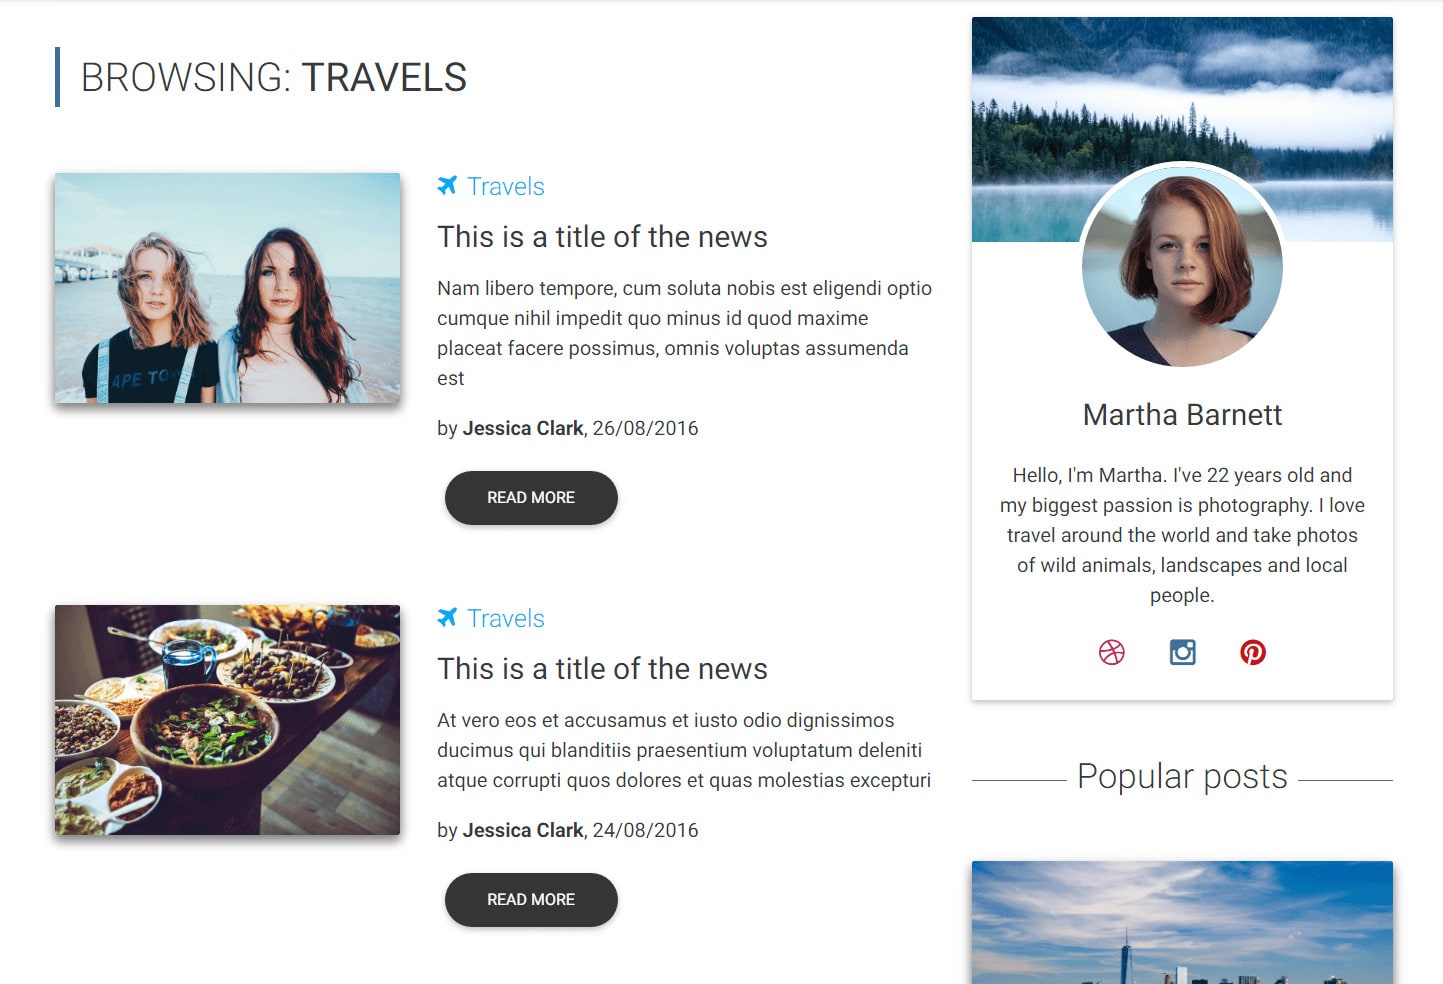 BROWSING: TRAVELS
Travels
This is a title of the news
Nam libero tempore, cum soluta nobis est eligendi optio
cumque nihil impedit quo minus id quod maxime
placeat facere possimus, omnis voluptas assumenda
est
by Jessica Clark, 26/08/2016
READ MORE
APE TO
Travels
This is a title of the news
At vero eos et accusamus et iusto odio dignissimos
ducimus qui blanditiis praesentium voluptatum deleniti
atque corrupti quos dolores et quas molestias excepturi
by Jessica Clark, 24/08/2016
READ MORE
Martha Barnett
Hello, I'm Martha. I've 22 years old and
my biggest passion is photography. I love
travel around the world and take photos
of wild animals, landscapes and local
people.
Popular posts